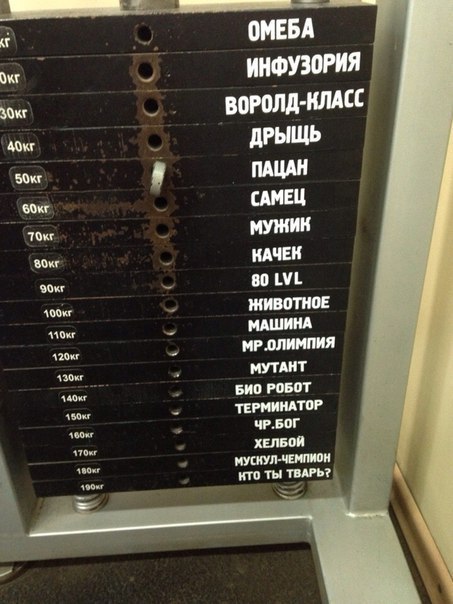 кг ОМЕБА
0кг ИНФУЗОРИЯ
30кг ВОРОЛД-КЛАСС
40кг ДРЫЩЬ
50кг ПАЦАН
60кг САМЕЦ
70кг МУЖИК
80кг КАЧЕК
90кг 80 LVL
100кг ЖИВОТНОЕ
110кг МАШИНА
120кг МР.ОЛИМПИЯ
130кг МУТАНТ
140кг БИО РОБОТ
150кг ТЕРМИНАТОР
160кг ЧР.БОГ
170кг ХЕЛБОЙ
180кг МУСКУЛ-ЧЕМПИОН
190кг КТО ТЫ ТВАРЬ?